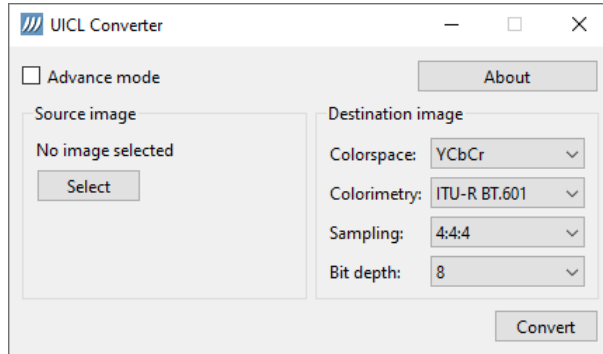 UICL Converter
Advance mode
About
Source image
No image selected
Select
Destination image
Colorspace: YCbCr
Colorimetry: ITU-R BT.601
Sampling: 4:4:4
Bit depth: 8
Convert